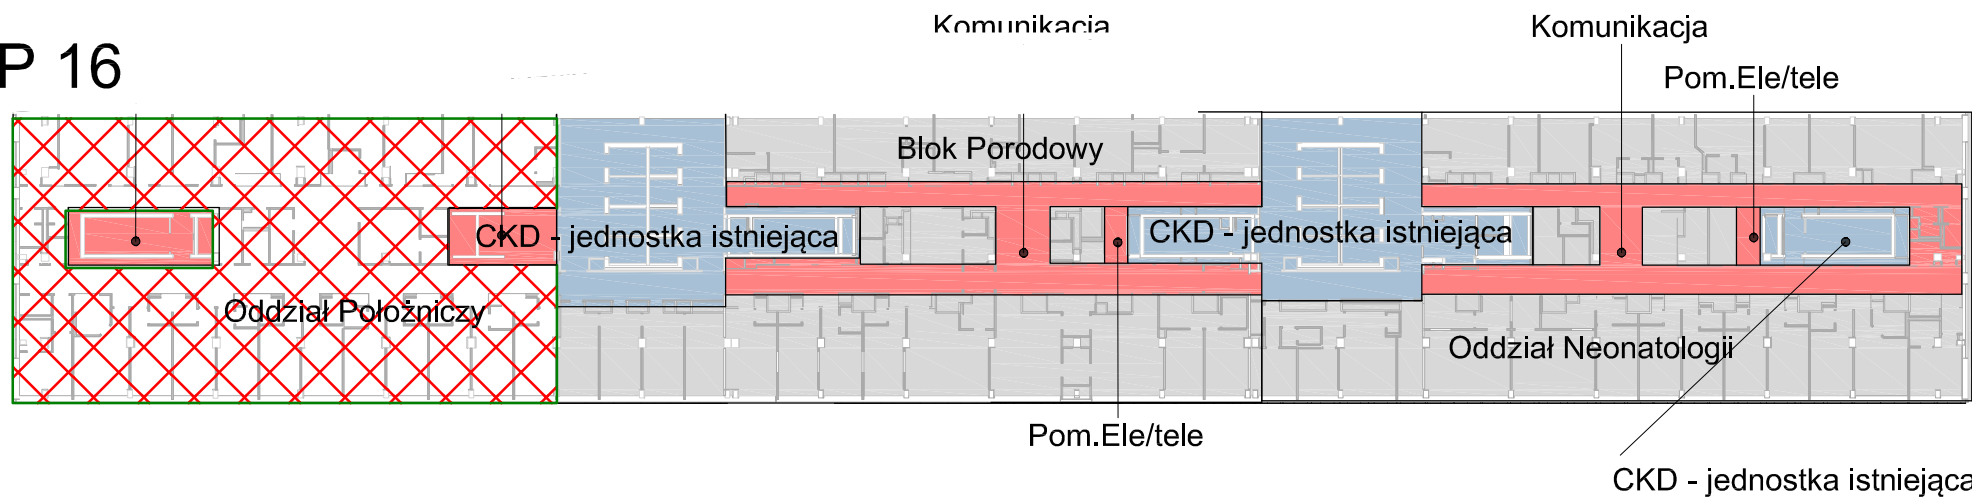 Komunikacja
Komunikacja
P 16
Pom.Ele/tele
Blok Porodowy
CKD - jednostka istniejąca
CKD - jednostka istniejąca
Oddział Położniczy
Oddział Neonatologii
Pom.Ele/tele
CKD - jednostka istniejąca